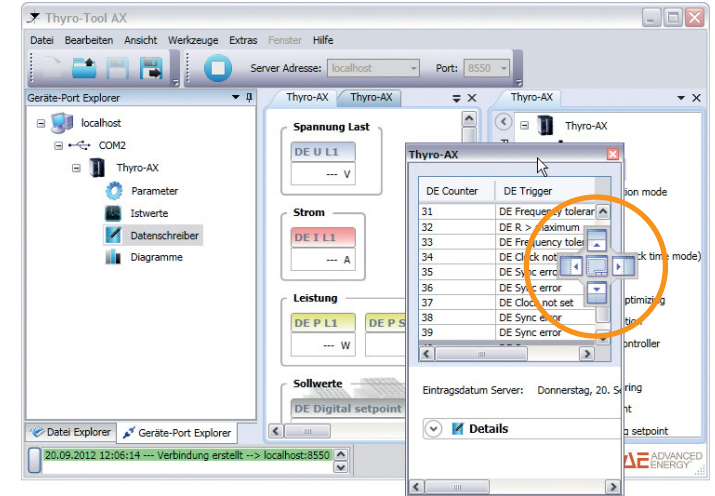 Thyro-Tool AX
Datei Bearbeiten Ansicht Werkzeuge Extras Fenster Hilfe
Server Adresse: localhost Port: 8550
Geräte-Port Explorer
localhost
COM2
Thyro-AX
Parameter
Istwerte
Datenschreiber
Diagramme
Datei Explorer Geräte-Port Explorer
Thyro-AX Thyro-AX
Spannung Last
DE U L1
--- V
Strom
DE I L1
--- A
Leistung
DE P L1 DE P S
--- W
Sollwerte
DE Digital setpoint
Thyro-AX
Thyro-AX
ion mode
ck time mode)
ptimizing
tion
ontroller
ring
nt
g setpoint
Thyro-AX
DE Counter DE Trigger
31 DE Frequency tolerar
32 DE R > maximum
33 DE Frequency toler
34 DE Clock not
35 DE Sync erro
36 DE Sync error
37 DE Clock not set
38 DE Sync error
39 DE Sync error
Eintragsdatum Server: Donnerstag, 20. Se
Details
20.09.2012 12:06:14 --- Verbindung erstellt --> localhost:8550
ADVANCED
ENERGY